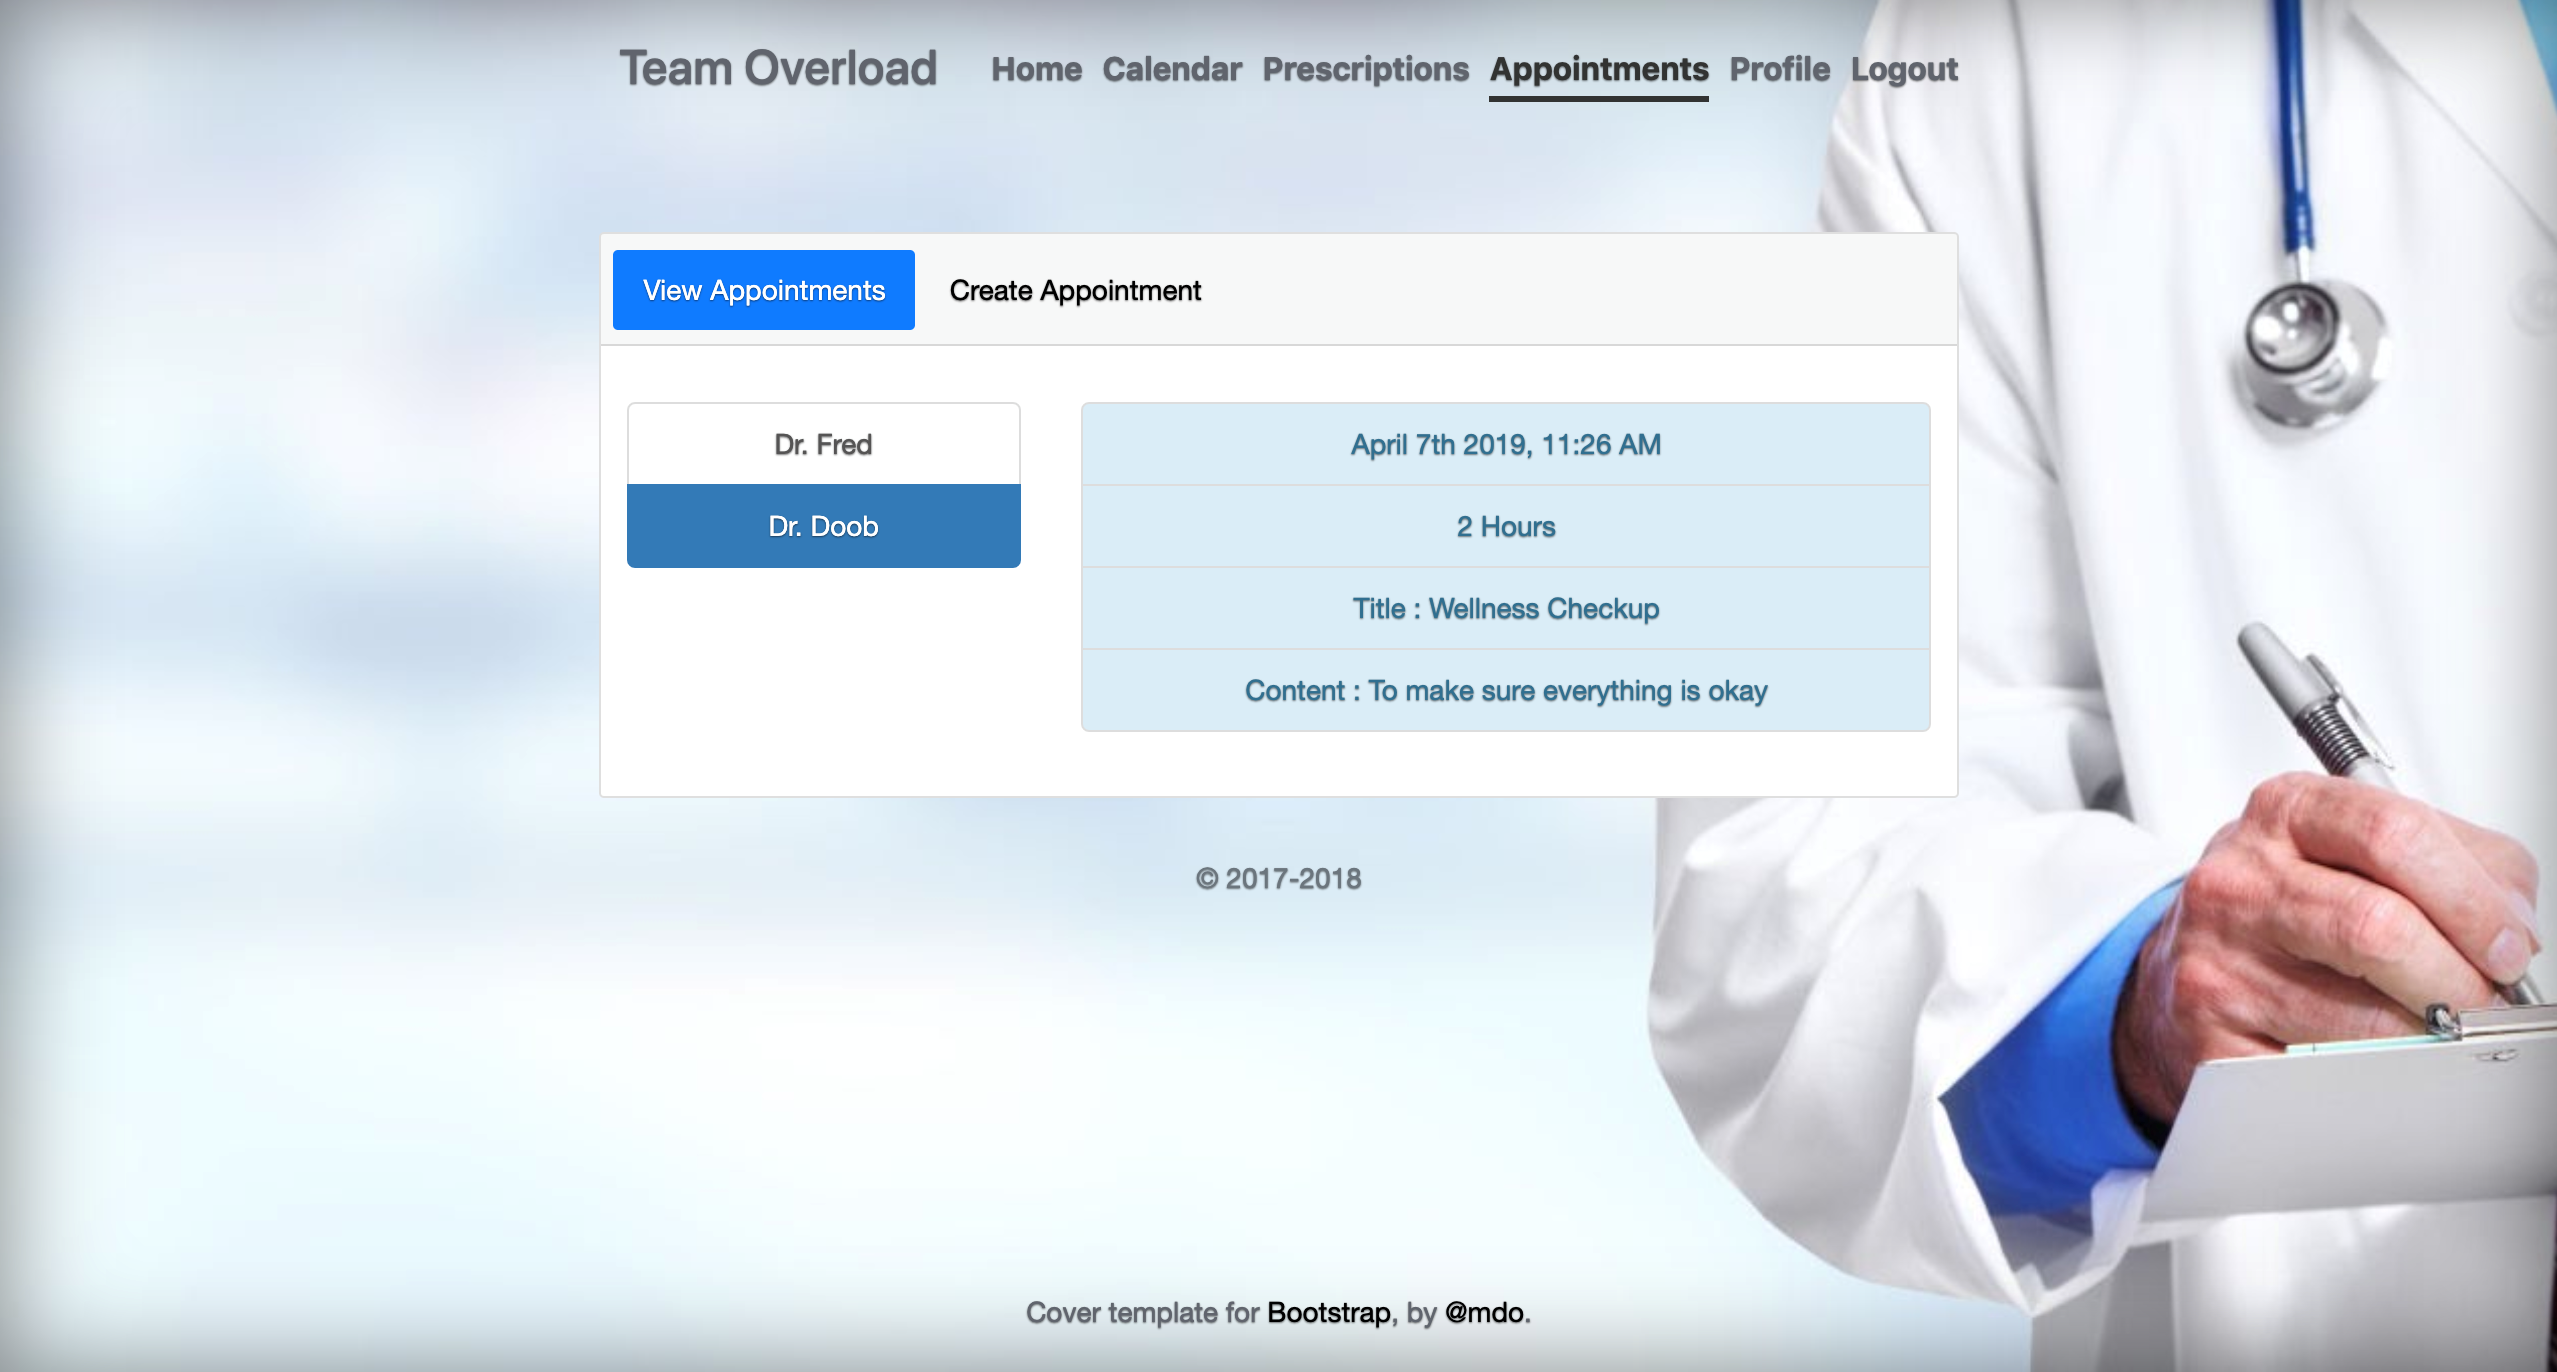 Team Overload Home Calendar Prescriptions Appointments Profile Logout
View Appointments Create Appointment
Dr. Fred
Dr. Doob
April 7th 2019, 11:26 AM
2 Hours
Title : Wellness Checkup
Content : To make sure everything is okay
© 2017-2018
Cover template for Bootstrap, by @mdo.